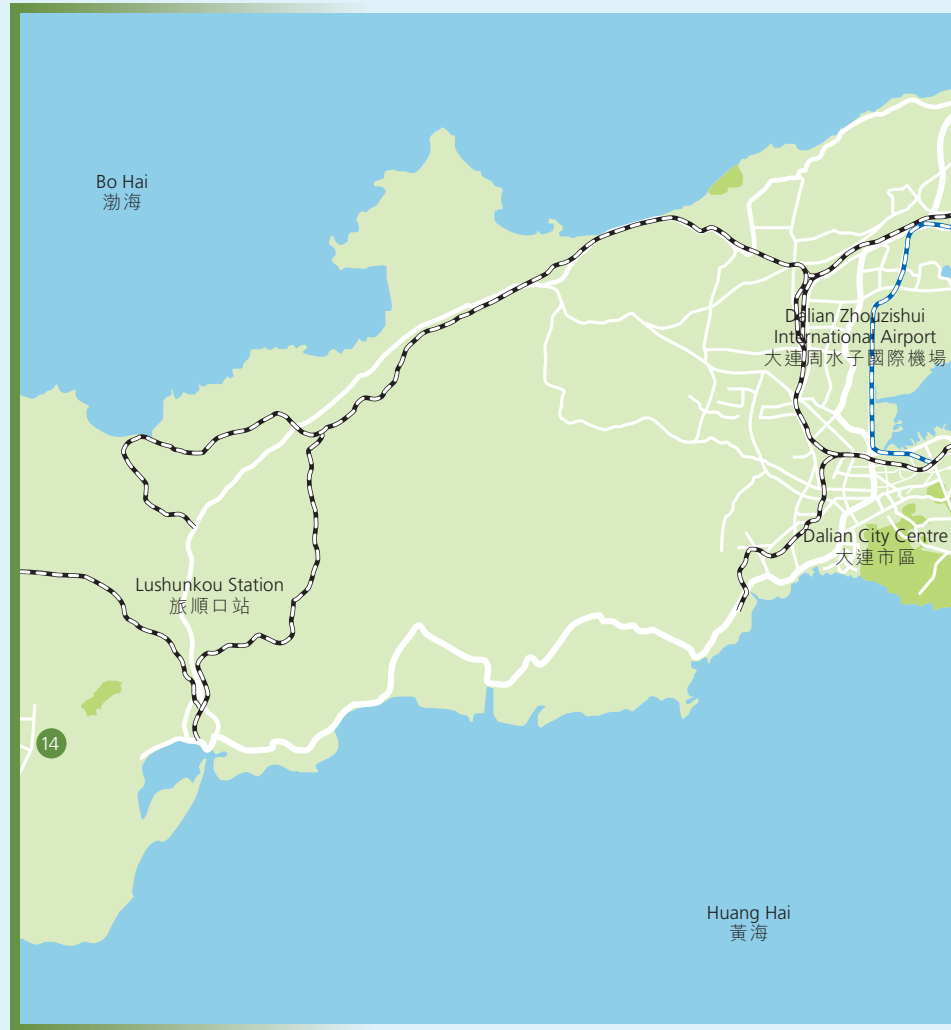 Bo Hai
渤海
Dalian Zhouzishui
International Airport
大連周水子國際機場
Dalian City Centre
大連市區
Lushunkou Station
旅順口站
14
Huang Hai
黃海